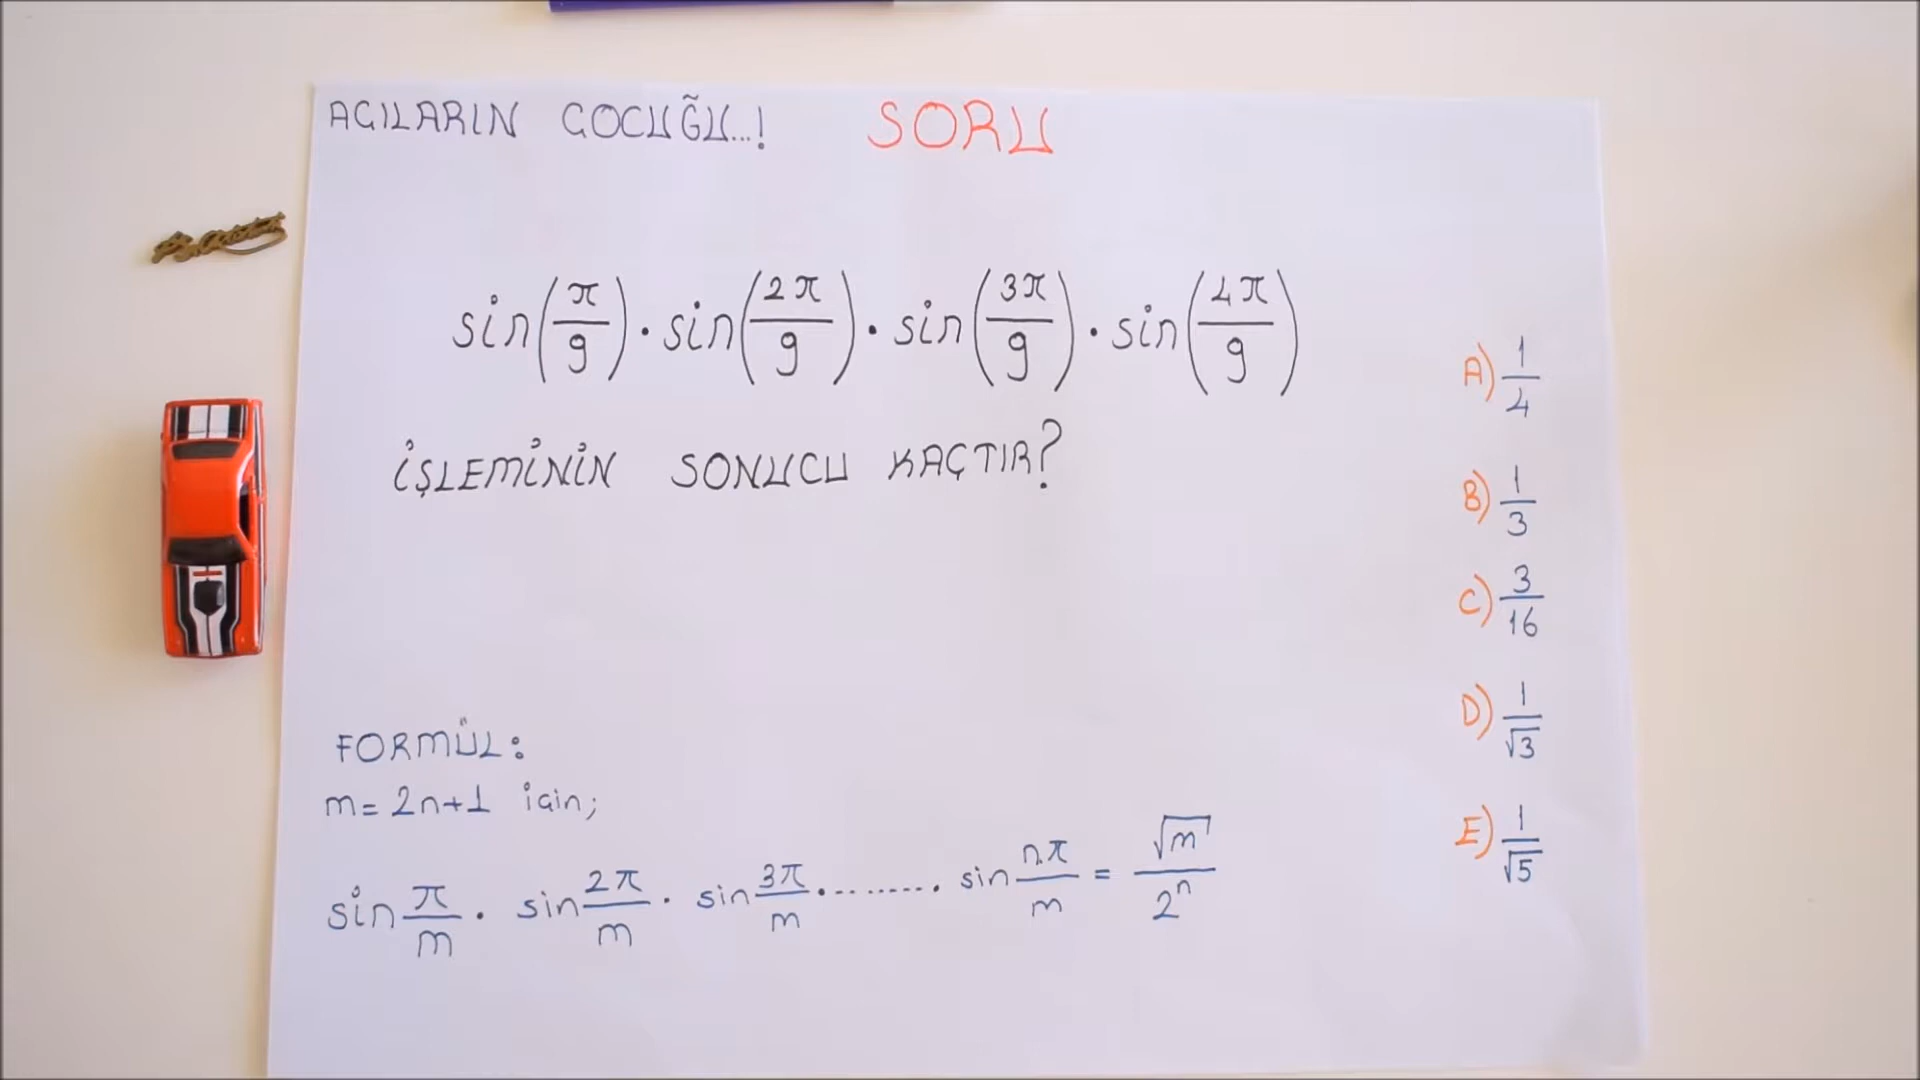 AÇILARIN ÇOCUĞU...! SORU
sin(π/9) · sin(2π/9) · sin(3π/9) · sin(4π/9)
İŞLEMİNİN SONUCU KAÇTIR?
A) 1/4
B) 1/3
C) 3/16
D) 1/√3
E) 1/√5
FORMÜL:
m = 2n+1 için;
sin π/m · sin 2π/m · sin 3π/m · ........ · sin n.π/m = √m/2ⁿ